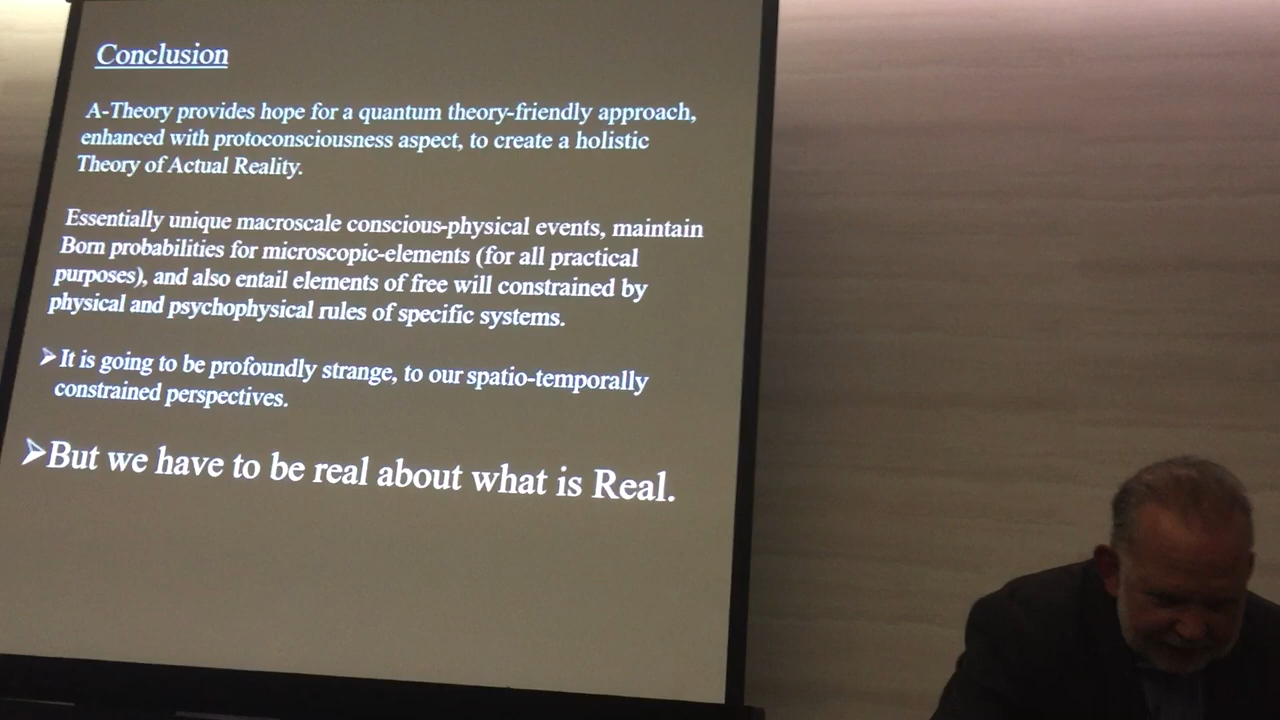 Conclusion
A-Theory provides hope for a quantum theory-friendly approach,
enhanced with protoconsciousness aspect, to create a holistic
Theory of Actual Reality.
Essentially unique macroscale conscious-physical events, maintain
Born probabilities for microscopic-elements (for all practical
purposes), and also entail elements of free will constrained by
physical and psychophysical rules of specific systems.
➢It is going to be profoundly strange, to our spatio-temporally
constrained perspectives.
➢But we have to be real about what is Real.